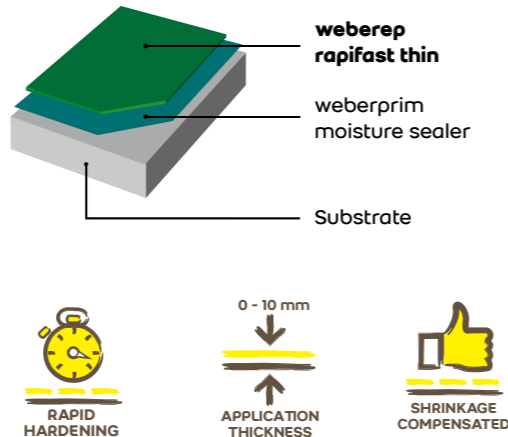 weberep
rapifast thin
weberprim
moisture sealer
Substrate
0 - 10 mm
RAPID
HARDENING
APPLICATION
THICKNESS
SHRINKAGE
COMPENSATED